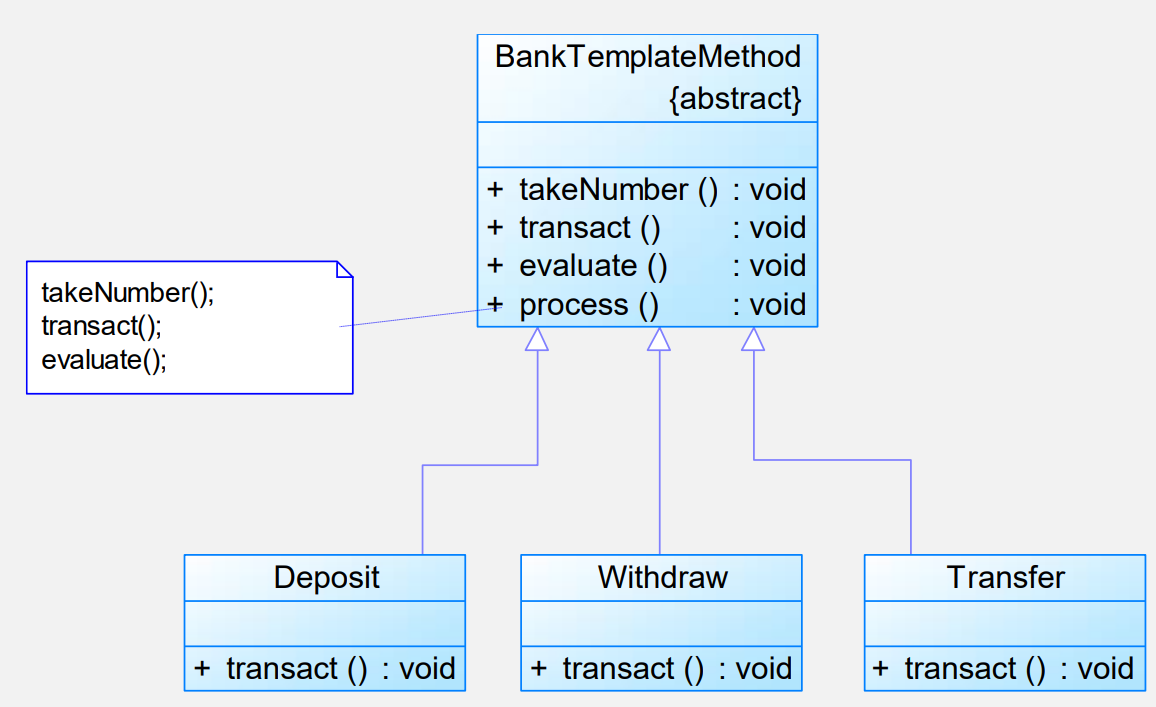 BankTemplateMethod
{abstract}
+ takeNumber () : void
+ transact () : void
+ evaluate () : void
+ process () : void
takeNumber();
transact();
evaluate();
Deposit
+ transact () : void
Withdraw
+ transact () : void
Transfer
+ transact () : void